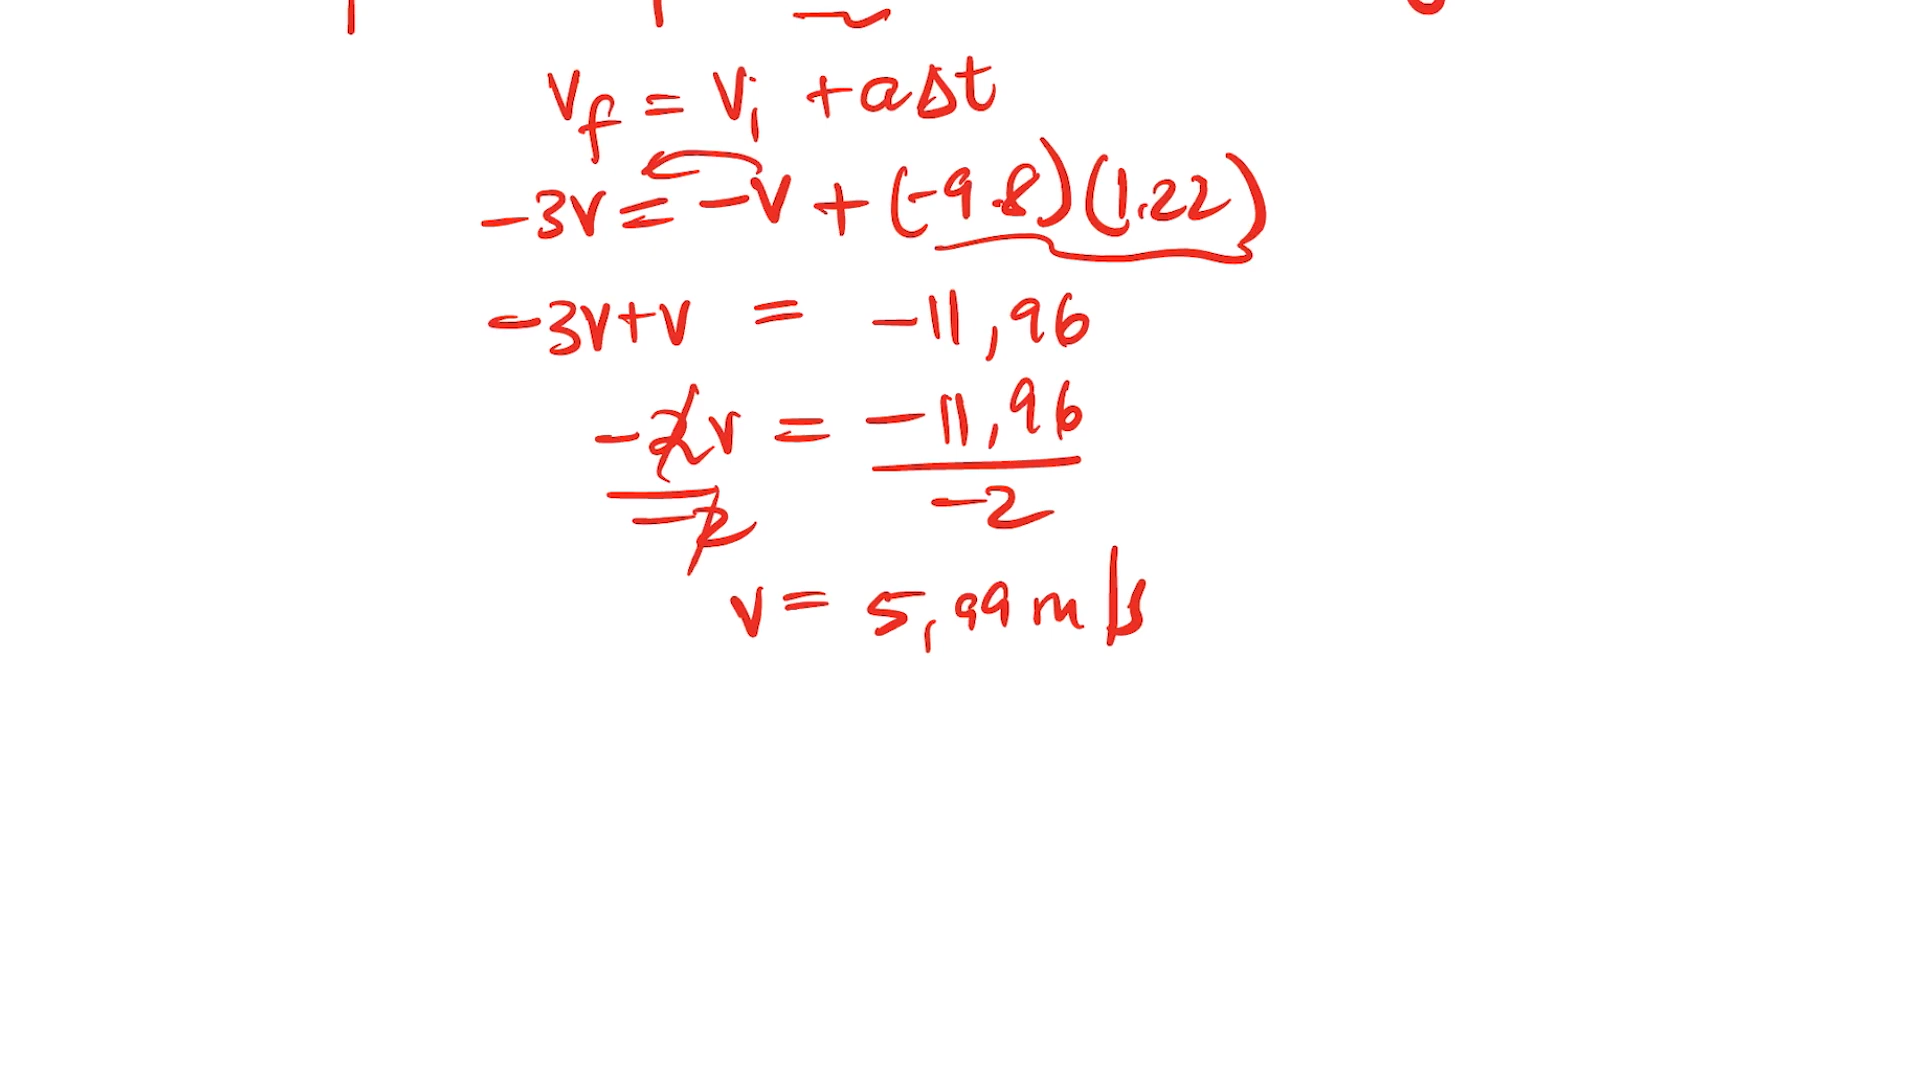 Vf = Vi + aΔt
-3v = -v + (-9.8)(1.22)
-3v+v = -11,96
-2v = -11,96
-2 -2
v = 5,99 m/s